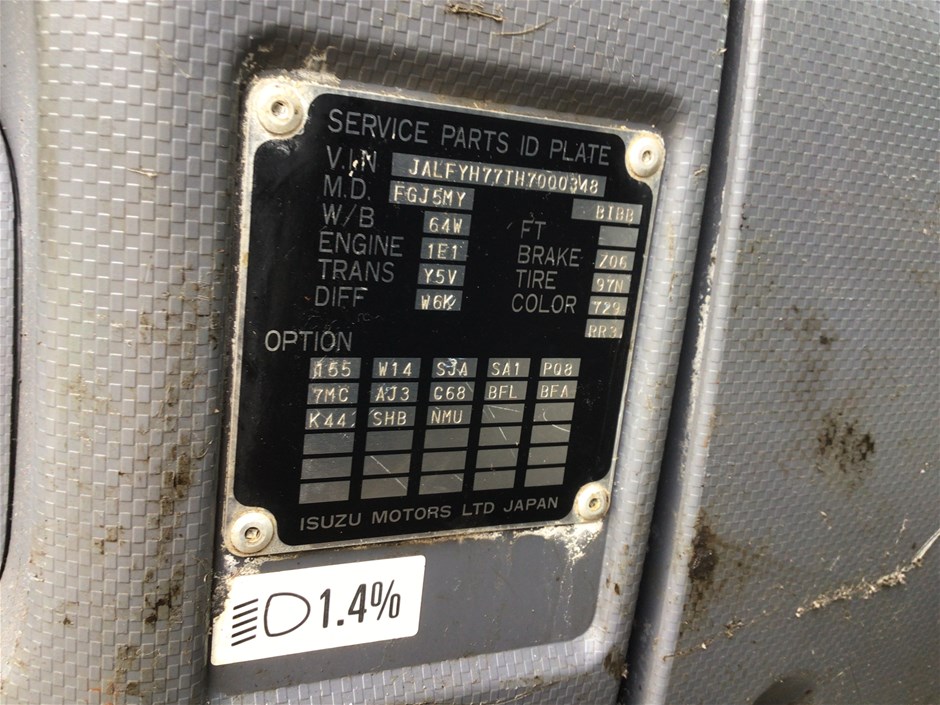 SERVICE PARTS ID PLATE
V.I.N JALFYH77TH7000348
M.D. FGJ5MY BIBB
W/B 64W FT
ENGINE 1E1 BRAKE Z06
TRANS Y5V TIRE 97N
DIFF W6K COLOR 729
RR3
OPTION
155 W14 SJA SA1 P08
7MC AJ3 C68 BFL BFA
K44 SHB NMU
ISUZU MOTORS LTD JAPAN
1.4%